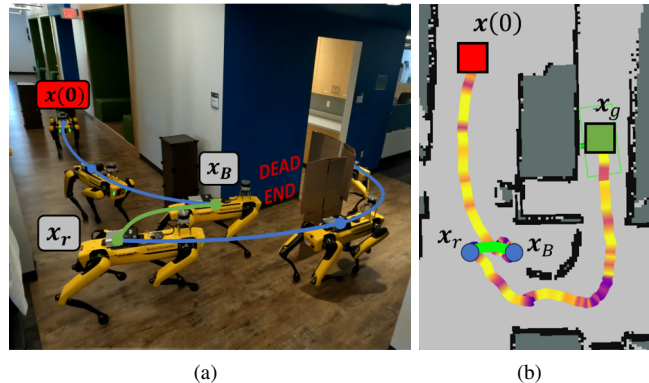 x(0)
x_B
x_r
DEAD
END
x(0)
x_g
x_r
x_B
(a)
(b)